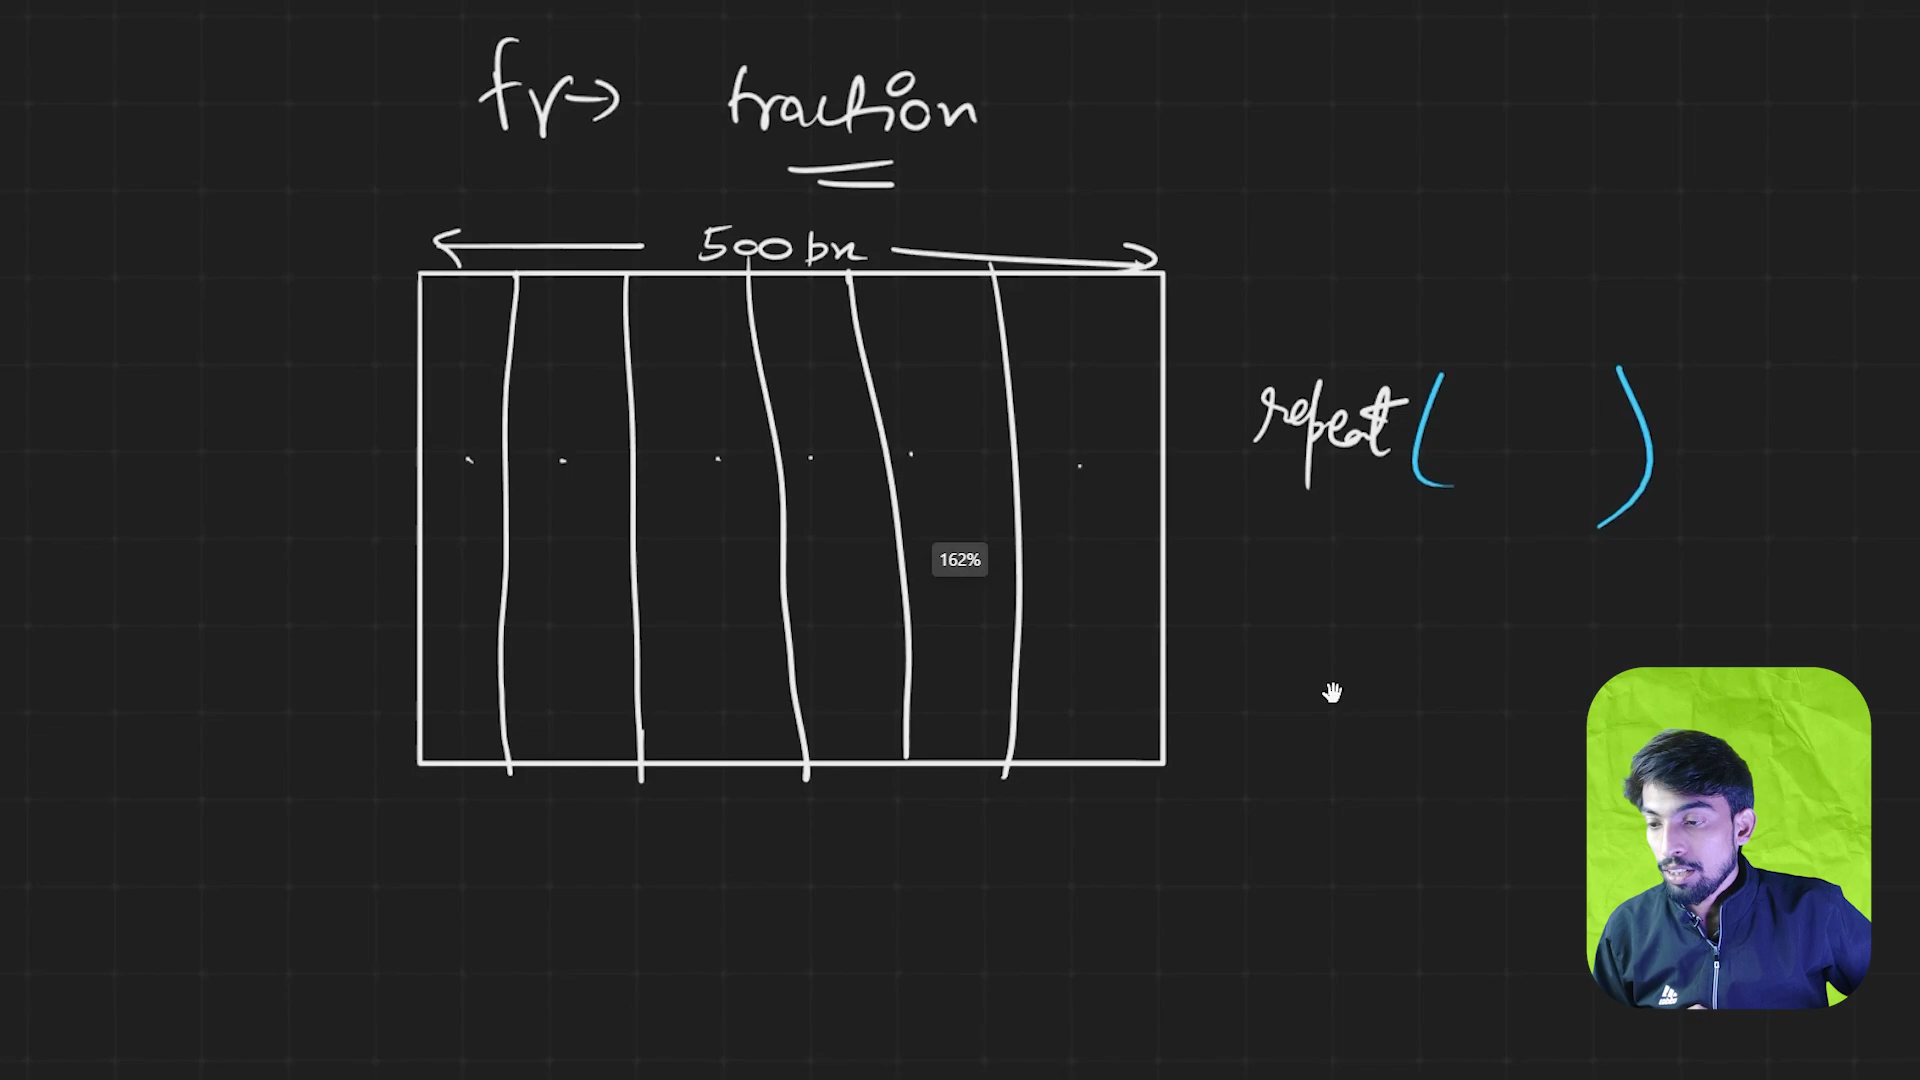 fr→ fraction
500px
repeat( )
162%